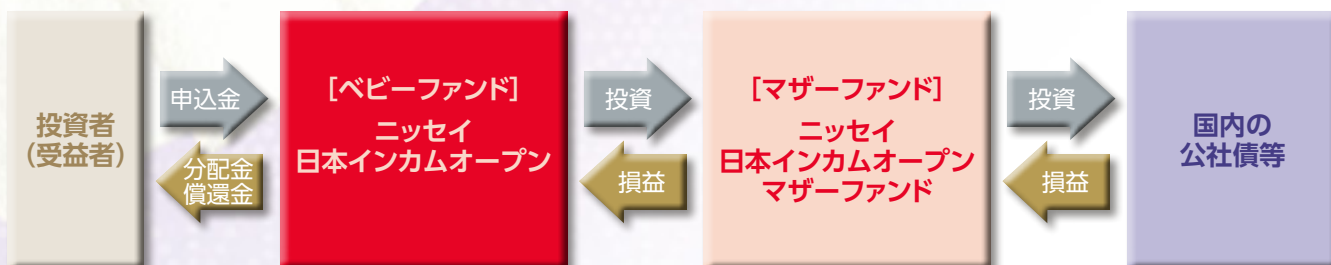 投資者
（受益者）
申込金
分配金
償還金
［ベビーファンド］
ニッセイ
日本インカムオープン
投資
損益
［マザーファンド］
ニッセイ
日本インカムオープン
マザーファンド
投資
損益
国内の
公社債等